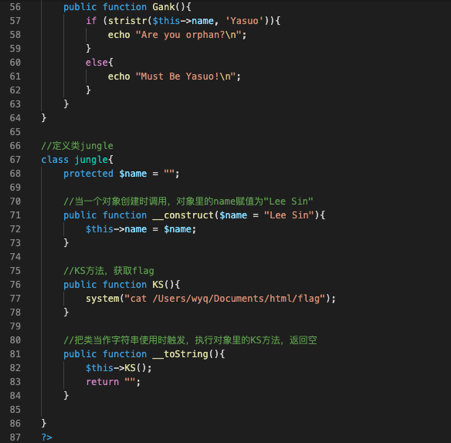 56 public function Gank(){
57 if (stristr($this->name, 'Yasuo')){
58 echo "Are you orphan?\n";
59 }
60 else{
61 echo "Must Be Yasuo!\n";
62 }
63 }
64 }
65
66 //定义类jungle
67 class jungle{
68 protected $name = "";
69
70 //当一个对象创建时调用，对象里的name赋值为"Lee Sin"
71 public function __construct($name = "Lee Sin"){
72 $this->name = $name;
73 }
74
75 //KS方法，获取flag
76 public function KS(){
77 system("cat /Users/wyq/Documents/html/flag");
78 }
79
80 //把类当作字符串使用时触发，执行对象里的KS方法，返回空
81 public function __toString(){
82 $this->KS();
83 return "";
84 }
85
86 }
87 ?>